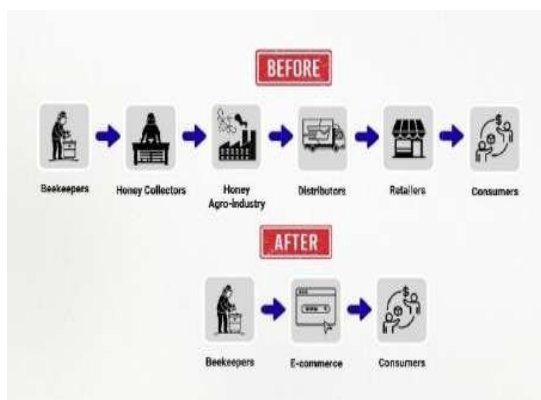 BEFORE
Beekeepers
Honey Collectors
Honey
Agro-Industry
Distributors
Retailers
Consumers
AFTER
Beekeepers
E-commerce
Consumers